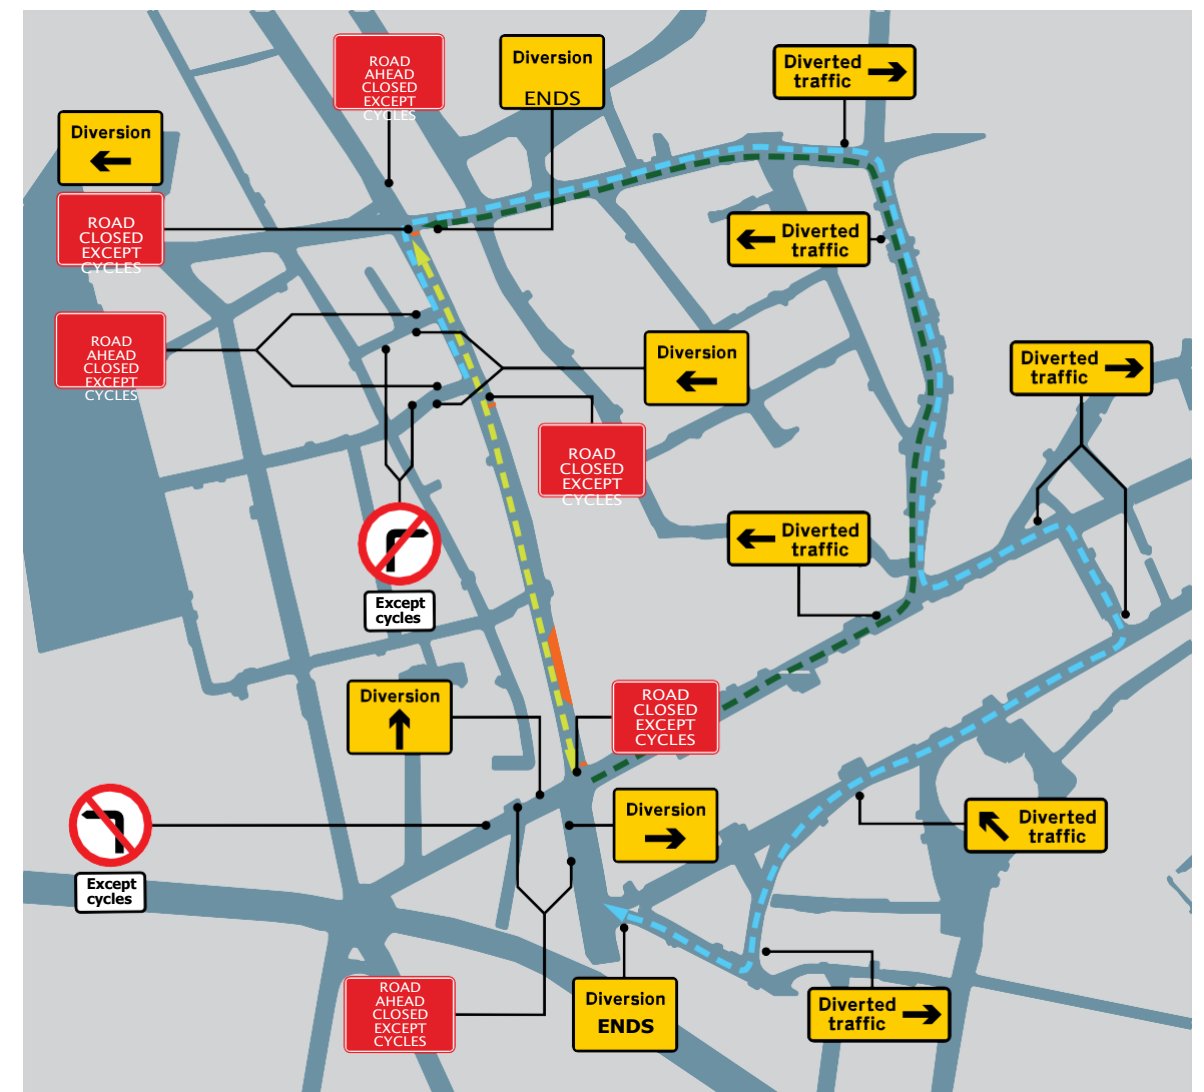 ROAD
AHEAD
CLOSED
EXCEPT
CYCLES
Diversion
ENDS
Diverted
traffic
Diversion
ROAD
CLOSED
EXCEPT
CYCLES
Diverted
traffic
ROAD
AHEAD
CLOSED
EXCEPT
CYCLES
Diversion
Diverted
traffic
ROAD
CLOSED
EXCEPT
CYCLES
Diverted
traffic
Except
cycles
Diversion
ROAD
CLOSED
EXCEPT
CYCLES
Diversion
Diverted
traffic
Except
cycles
ROAD
AHEAD
CLOSED
EXCEPT
CYCLES
Diversion
ENDS
Diverted
traffic